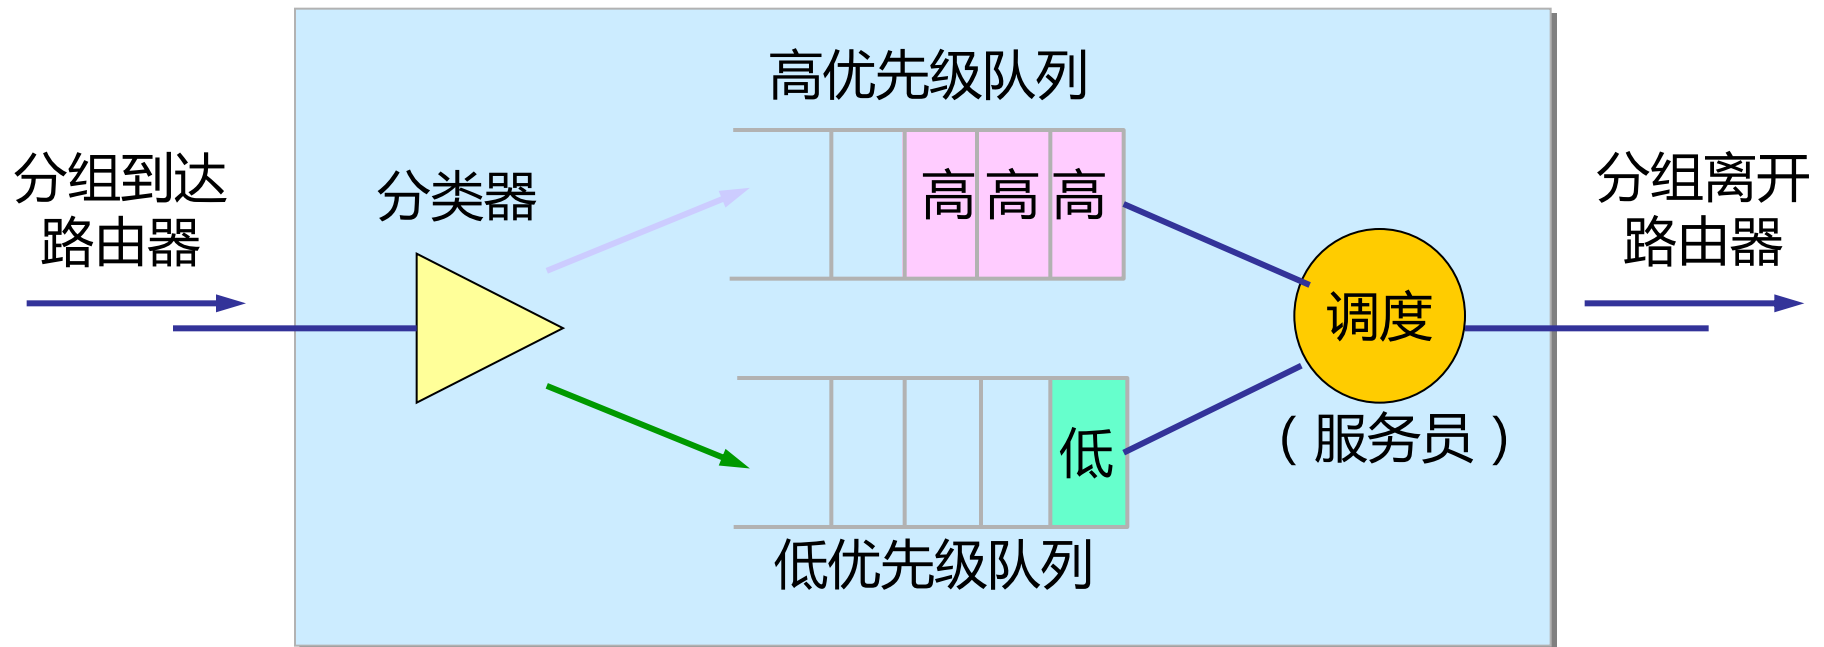 高优先级队列
分组到达
路由器
分类器
高 高 高
分组离开
路由器
调度
（服务员）
低
低优先级队列